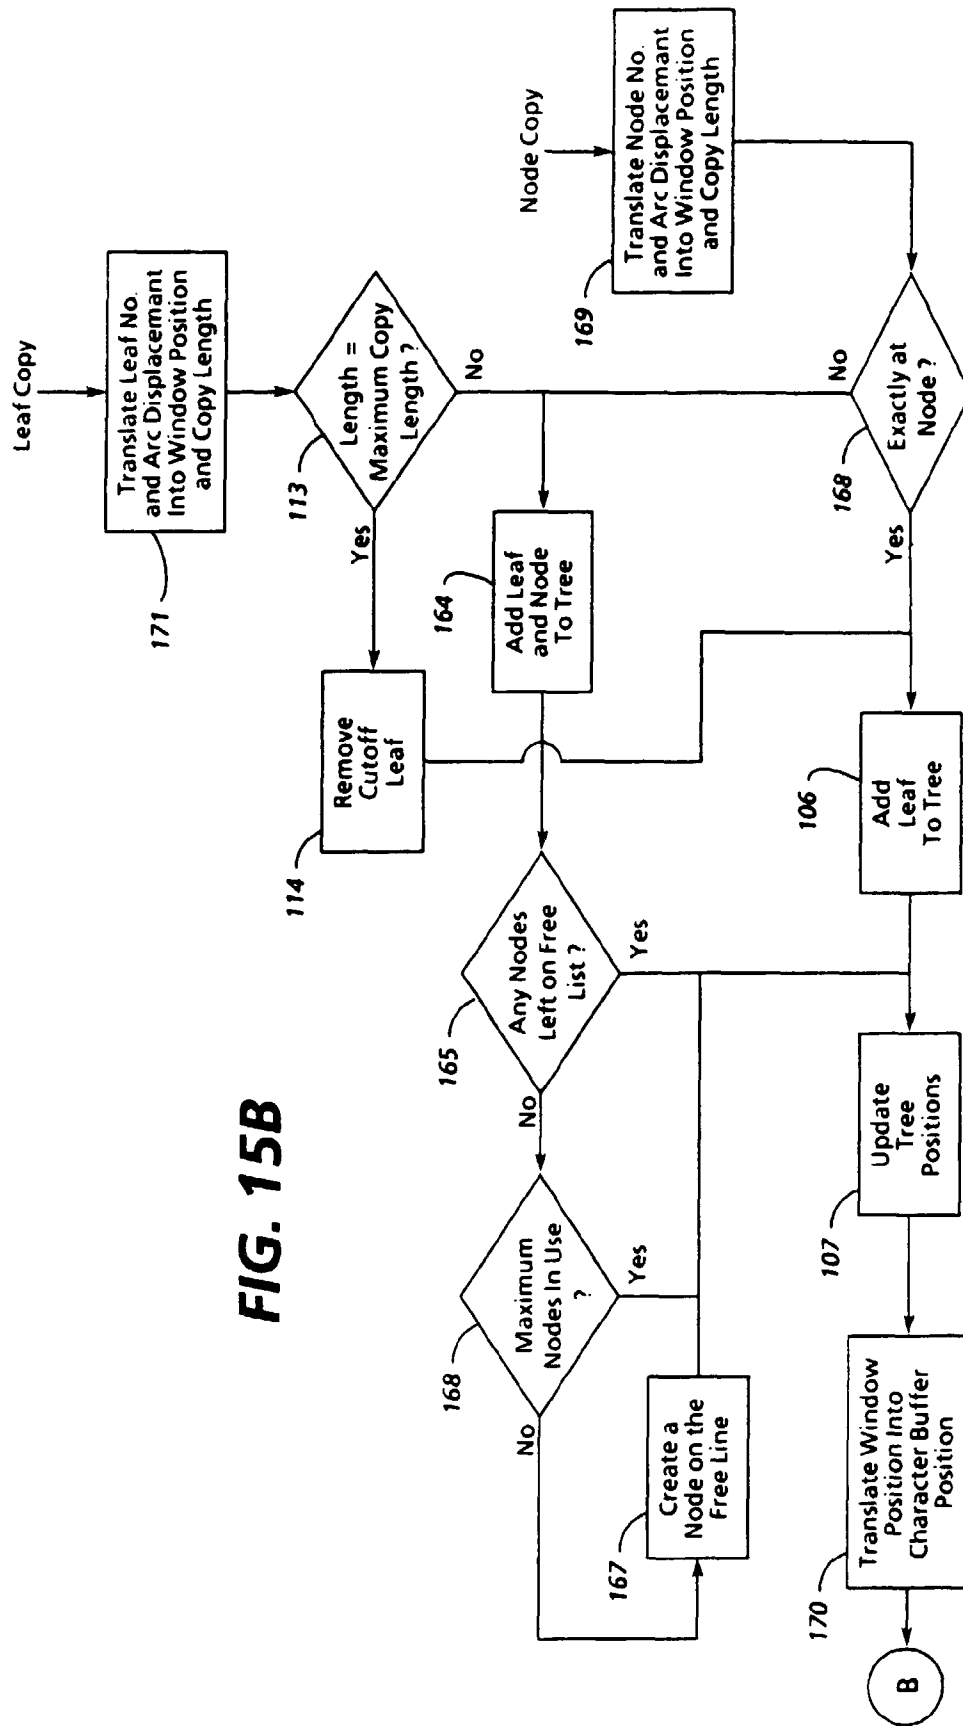 FIG. 15B
Leaf Copy
Translate Leaf No.
and Arc Displacemant
Into Window Position
and Copy Length
171
Length =
Maximum Copy
Length ?
113
Yes
No
Remove
Cutoff
Leaf
114
Add Leaf
and Node
To Tree
164
Any Nodes
Left on Free
List ?
165
Yes
No
Maximum
Nodes In Use
?
168
Yes
No
Create a
Node on the
Free Line
167
Node Copy
Translate Node No.
and Arc Displacemant
Into Window Position
and Copy Length
169
Exactly at
Node ?
168
No
Yes
Add
Leaf
To Tree
106
Update
Tree
Positions
107
Translate Window
Position Into
Character Buffer
Position
170
B